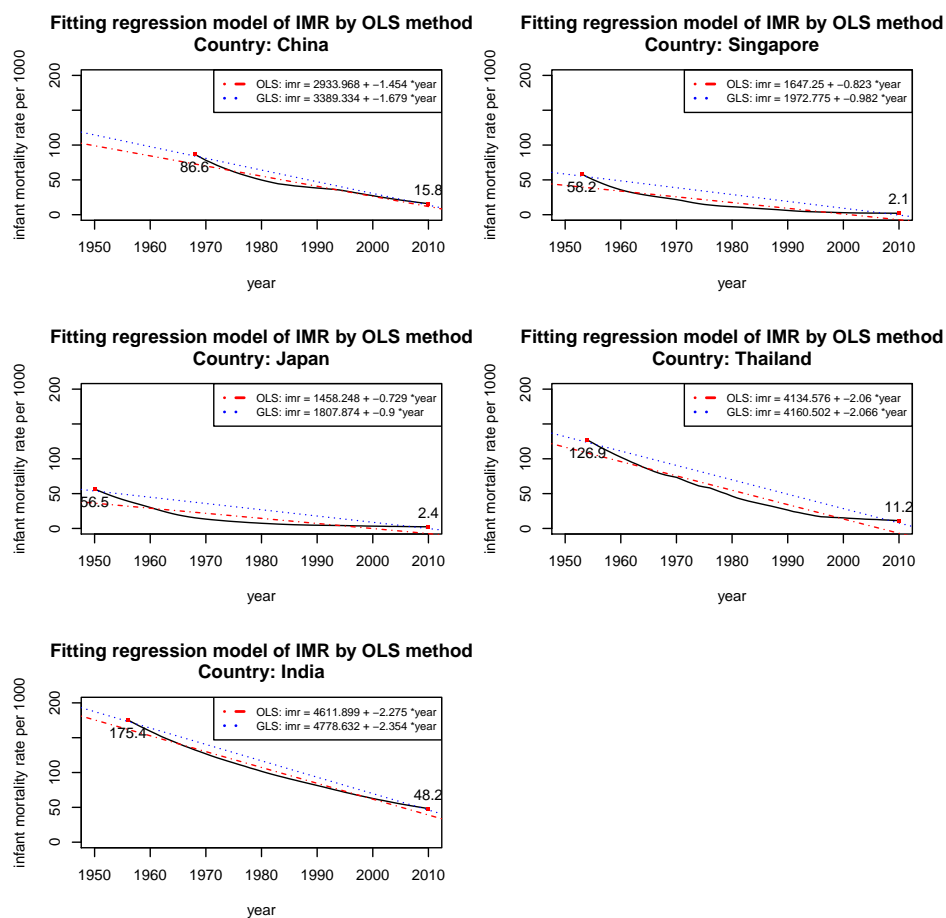 Fitting regression model of IMR by OLS method
Country: China
infant mortality rate per 1000
200
100
50
0
OLS: imr = 2933.968 + −1.454 *year
GLS: imr = 3389.334 + −1.679 *year
86.6
15.8
1950 1960 1970 1980 1990 2000 2010
year
Fitting regression model of IMR by OLS method
Country: Singapore
infant mortality rate per 1000
200
100
50
0
OLS: imr = 1647.25 + −0.823 *year
GLS: imr = 1972.775 + −0.982 *year
58.2
2.1
1950 1960 1970 1980 1990 2000 2010
year
Fitting regression model of IMR by OLS method
Country: Japan
infant mortality rate per 1000
200
100
50
0
OLS: imr = 1458.248 + −0.729 *year
GLS: imr = 1807.874 + −0.9 *year
56.5
2.4
1950 1960 1970 1980 1990 2000 2010
year
Fitting regression model of IMR by OLS method
Country: Thailand
infant mortality rate per 1000
200
100
50
0
OLS: imr = 4134.576 + −2.06 *year
GLS: imr = 4160.502 + −2.066 *year
126.9
11.2
1950 1960 1970 1980 1990 2000 2010
year
Fitting regression model of IMR by OLS method
Country: India
infant mortality rate per 1000
200
100
50
0
OLS: imr = 4611.899 + −2.275 *year
GLS: imr = 4778.632 + −2.354 *year
175.4
48.2
1950 1960 1970 1980 1990 2000 2010
year